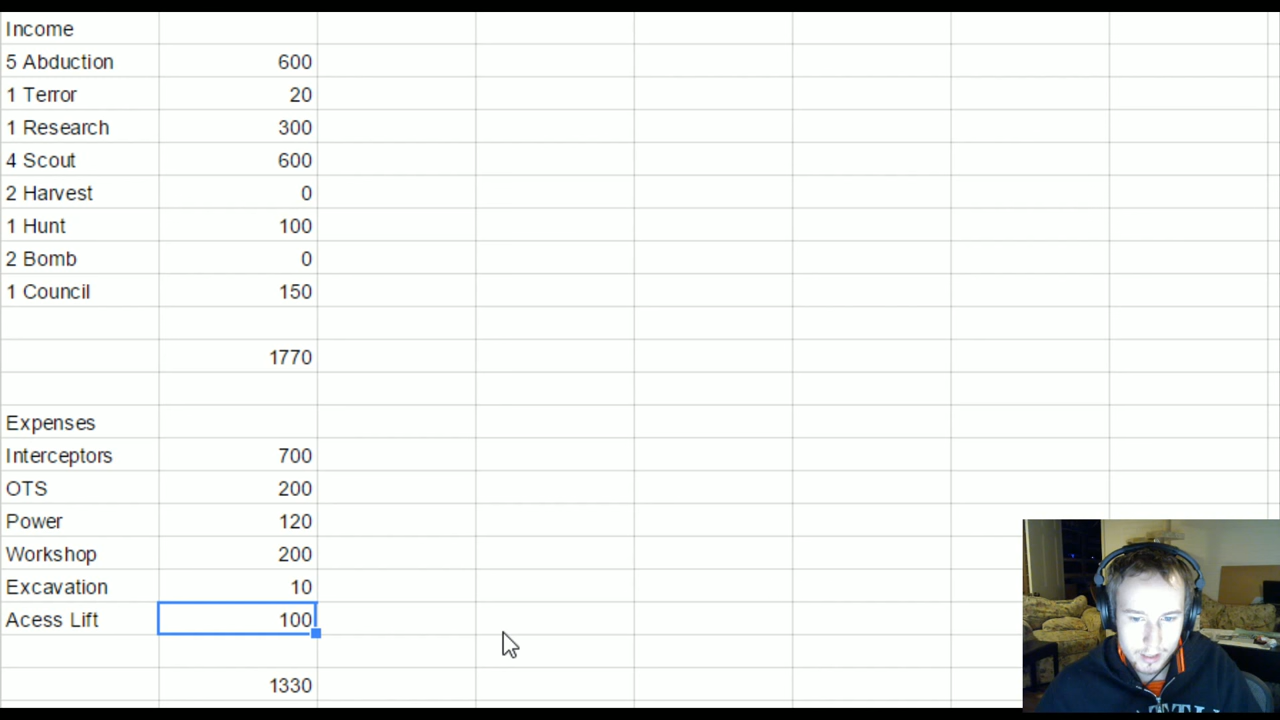 Income
5 Abduction 600
1 Terror 20
1 Research 300
4 Scout 600
2 Harvest 0
1 Hunt 100
2 Bomb 0
1 Council 150
1770
Expenses
Interceptors 700
OTS 200
Power 120
Workshop 200
Excavation 10
Acess Lift 100
1330